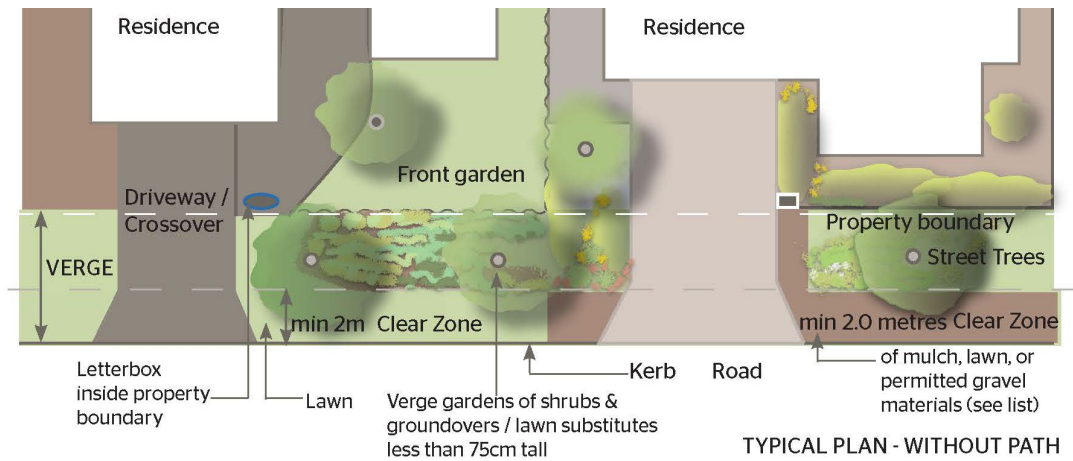 Residence
Residence
Front garden
Driveway /
Crossover
Property boundary
VERGE
Street Trees
min 2m Clear Zone
min 2.0 metres Clear Zone
Letterbox
inside property
boundary
Lawn
Verge gardens of shrubs &
groundovers / lawn substitutes
less than 75cm tall
Kerb
Road
of mulch, lawn, or
permitted gravel
materials (see list)
TYPICAL PLAN - WITHOUT PATH